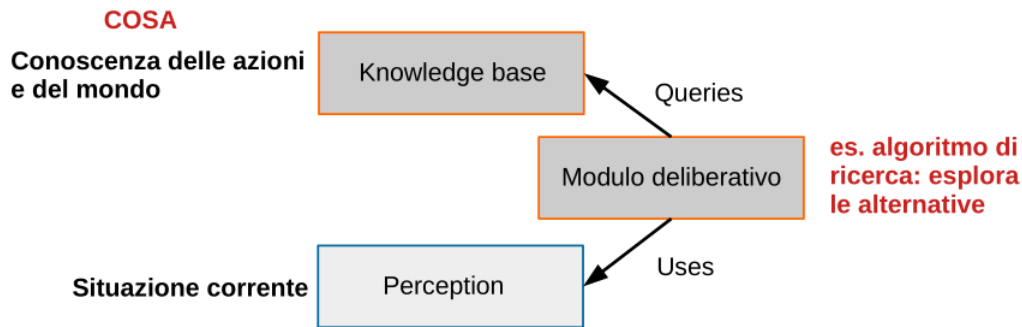 COSA
Conoscenza delle azioni
e del mondo
Knowledge base
Queries
Modulo deliberativo
es. algoritmo di
ricerca: esplora
le alternative
Uses
Situazione corrente
Perception